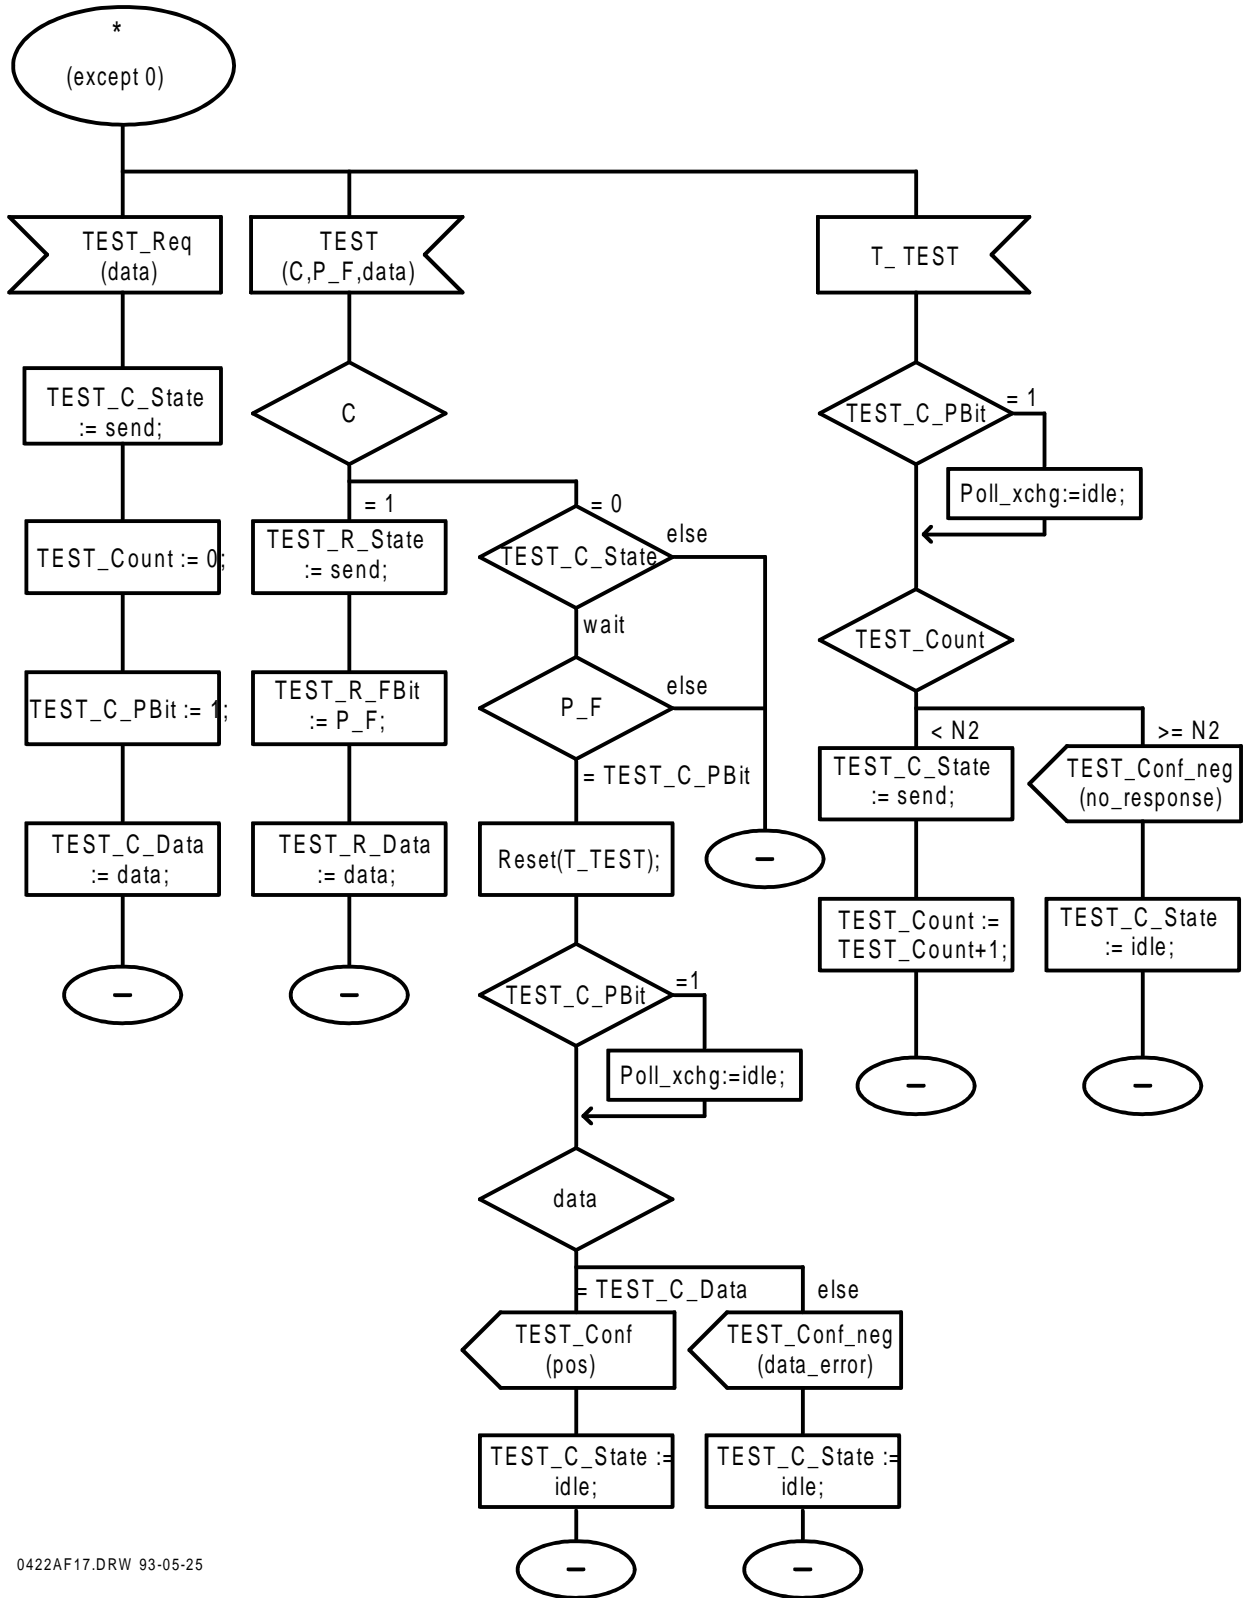 *
(except 0)
TEST_Req
(data)
TEST_C_State
:= send;
TEST_Count := 0;
TEST_C_PBit := 1;
TEST_C_Data
:= data;
–
TEST
(C,P_F,data)
C
= 1
TEST_R_State
:= send;
TEST_R_FBit
:= P_F;
TEST_R_Data
:= data;
–
= 0
TEST_C_State
else
wait
P_F
else
= TEST_C_PBit
–
Reset(T_TEST);
TEST_C_PBit
=1
Poll_xchg:=idle;
data
= TEST_C_Data
TEST_Conf
(pos)
TEST_C_State :=
idle;
–
else
TEST_Conf_neg
(data_error)
TEST_C_State :=
idle;
–
T_ TEST
TEST_C_PBit
= 1
Poll_xchg:=idle;
TEST_Count
< N2
TEST_C_State
:= send;
TEST_Count :=
TEST_Count+1;
–
>= N2
TEST_Conf_neg
(no_response)
TEST_C_State
:= idle;
–
0422AF17.DRW 93-05-25